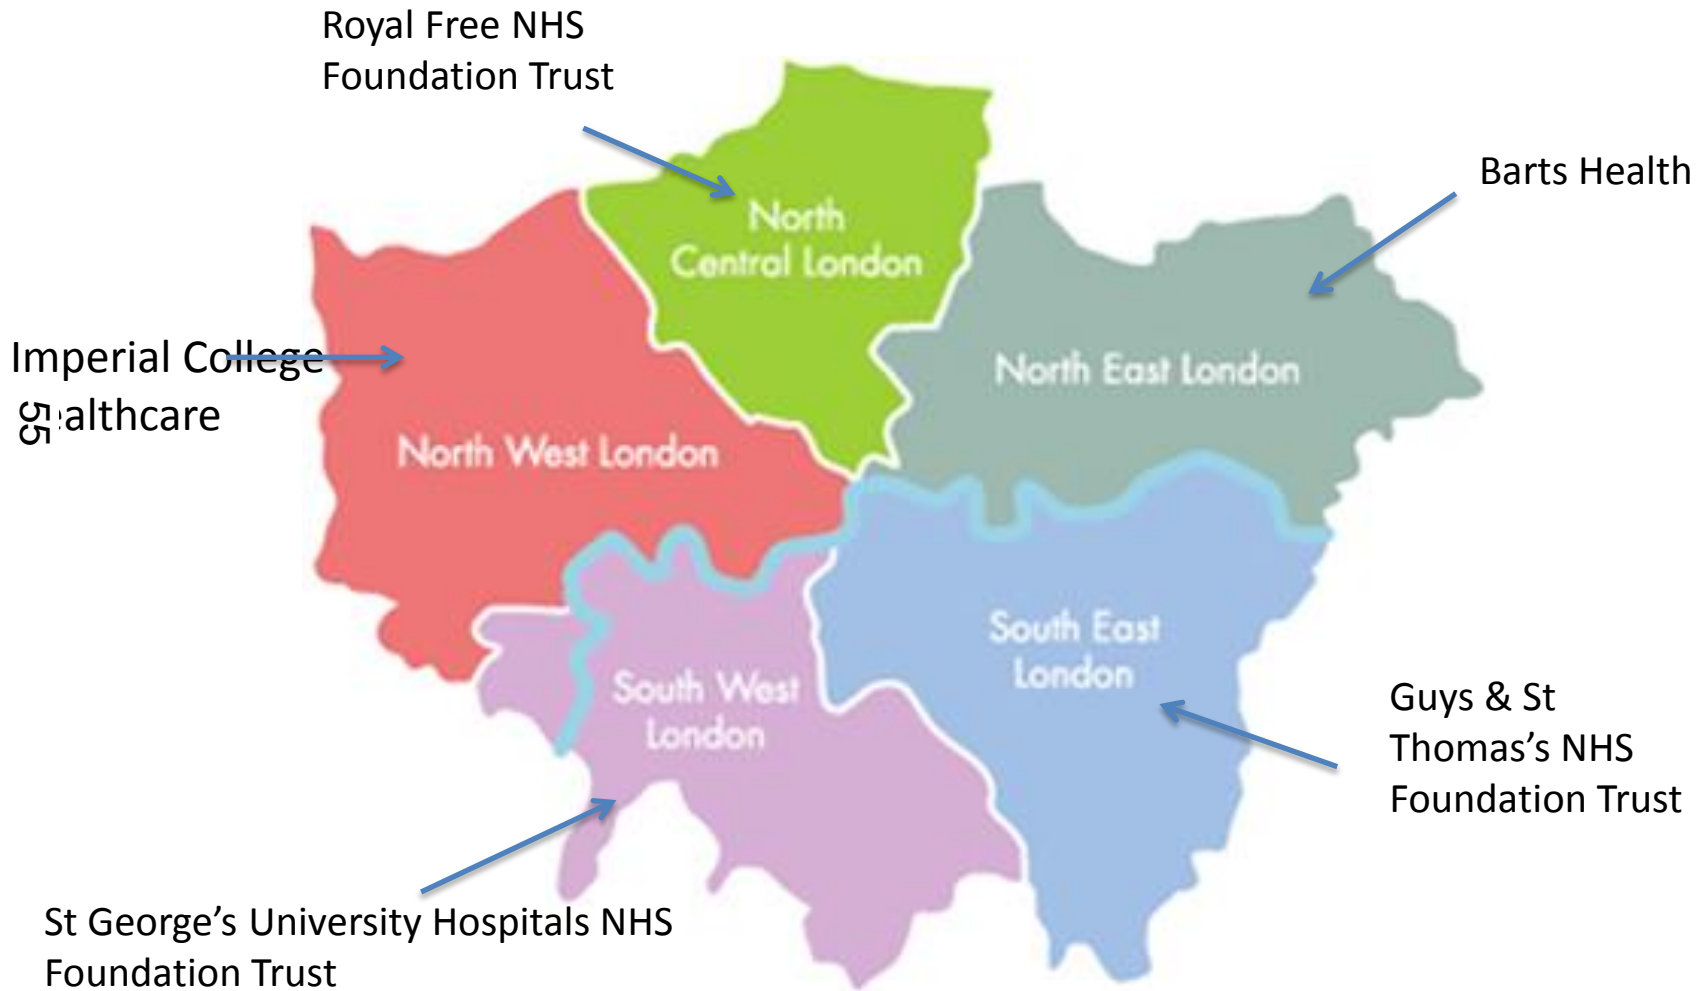 Royal Free NHS
Foundation Trust
Barts Health
North
Central London
Imperial College
55
althcare
North East London
North West London
South East
London
South West
London
Guys & St
Thomas’s NHS
Foundation Trust
St George’s University Hospitals NHS
Foundation Trust